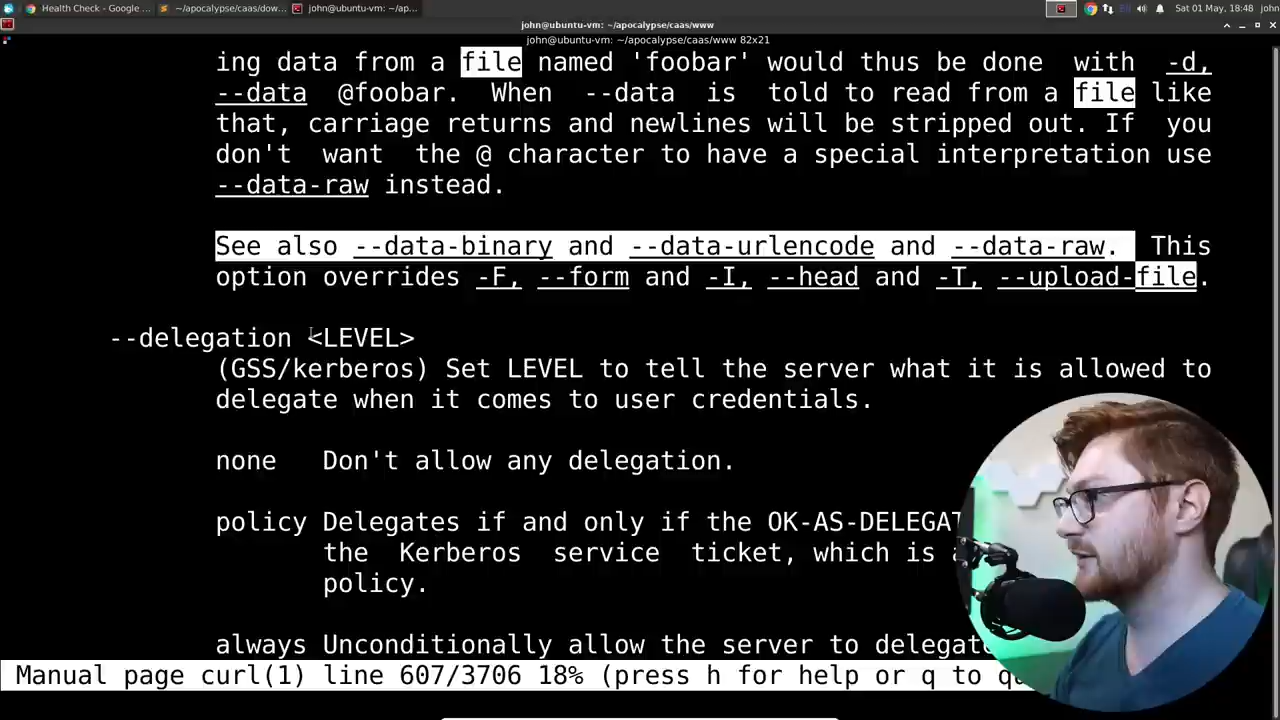 Health Check - Google ...
~/apocalypse/caas/dow...
john@ubuntu-vm: ~/ap...
Sat 01 May, 18:48 john
john@ubuntu-vm: ~/apocalypse/caas/www
john@ubuntu-vm: ~/apocalypse/caas/www 82x21
ing data from a file named 'foobar' would thus be done with -d,
--data @foobar. When --data is told to read from a file like
that, carriage returns and newlines will be stripped out. If you
don't want the @ character to have a special interpretation use
--data-raw instead.
See also --data-binary and --data-urlencode and --data-raw. This
option overrides -F, --form and -I, --head and -T, --upload-file.
--delegation <LEVEL>
(GSS/kerberos) Set LEVEL to tell the server what it is allowed to
delegate when it comes to user credentials.
none Don't allow any delegation.
policy Delegates if and only if the OK-AS-DELEGAT
the Kerberos service ticket, which is a
policy.
always Unconditionally allow the server to delegat
Manual page curl(1) line 607/3706 18% (press h for help or q to q